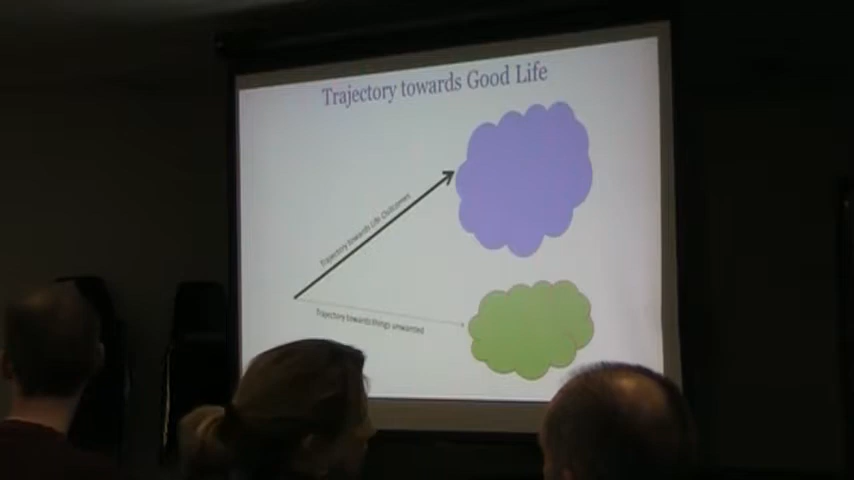 Trajectory towards Good Life
Trajectory towards Life Outcomes
Trajectory towards things unwanted